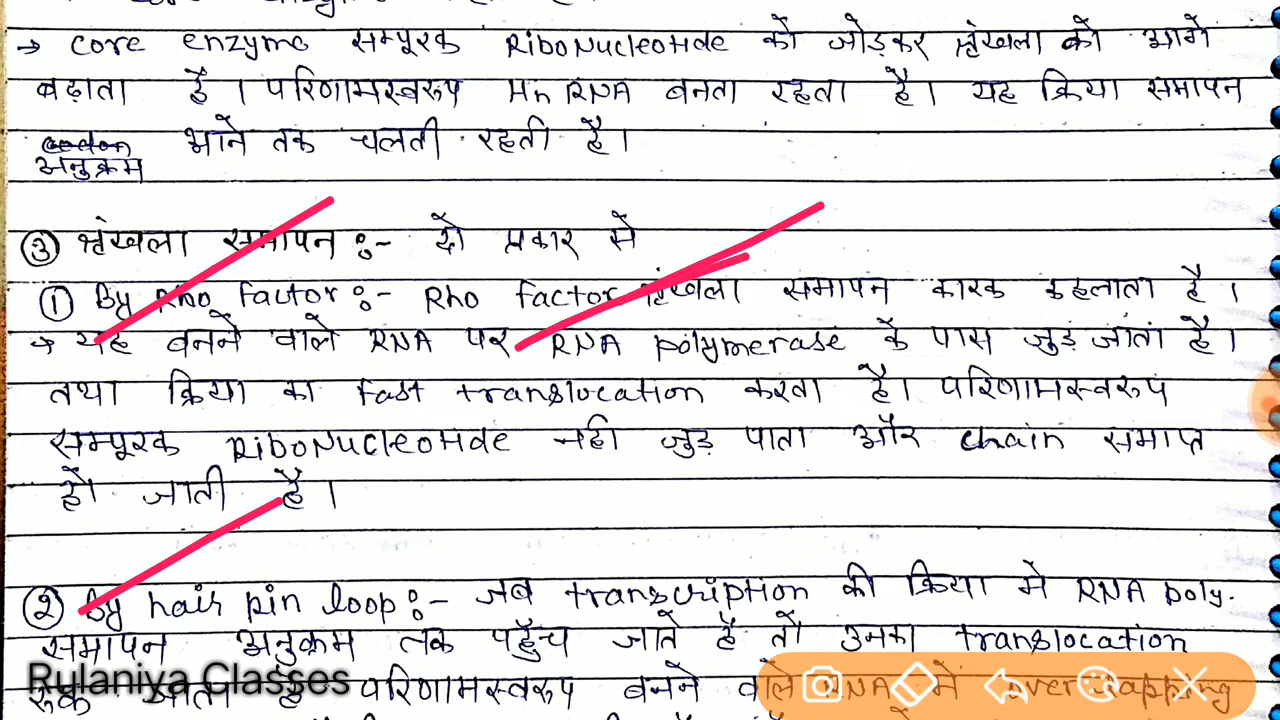 → core enzyme सम्पूरक RiboNucleotide को जोड़कर श्रृंखला को आगे
बढ़ाता है। परिणामस्वरूप HnRNA बनता रहता है। यह क्रिया समापन
codon आने तक चलती रहती है।
अनुक्रम
③ श्रृंखला समापन :- दो प्रकार से
① By Rho factor :- Rho factor श्रृंखला समापन कारक कहलाता है।
→ यह बनने वाले RNA पर RNA polymerase के पास जुड़ जाता है।
तथा क्रिया का fast translocation करता है। परिणामस्वरूप
सम्पूरक RiboNucleotide नही जुड़ पाता और chain समाप्त
हो जाती है।
② By hair pin loop :- जब transcription की क्रिया मे RNA poly.
समापन अनुक्रम तक पहुँच जाते है तो उनका translocation
रूक जाता है परिणामस्वरूप बनने वाले RNA में overlapping
Rulaniya Classes